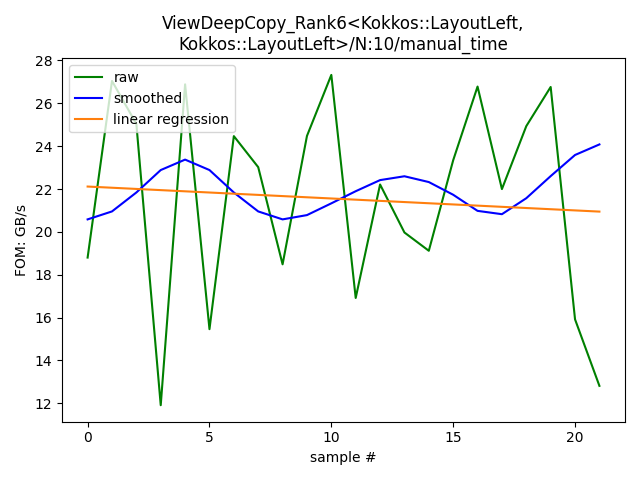 ViewDeepCopy_Rank6<Kokkos::LayoutLeft,
Kokkos::LayoutLeft>/N:10/manual_time
raw
smoothed
linear regression
FOM: GB/s
28
26
24
22
20
18
16
14
12
0
5
10
15
20
sample #